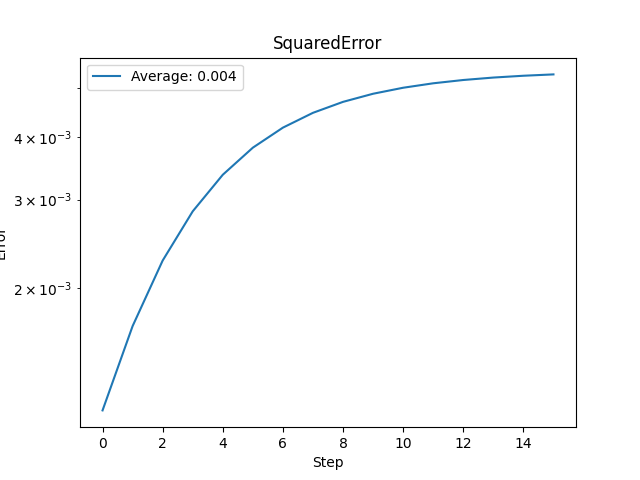 SquaredError
Average: 0.004
4 × 10⁻³
3 × 10⁻³
2 × 10⁻³
Error
0 2 4 6 8 10 12 14
Step